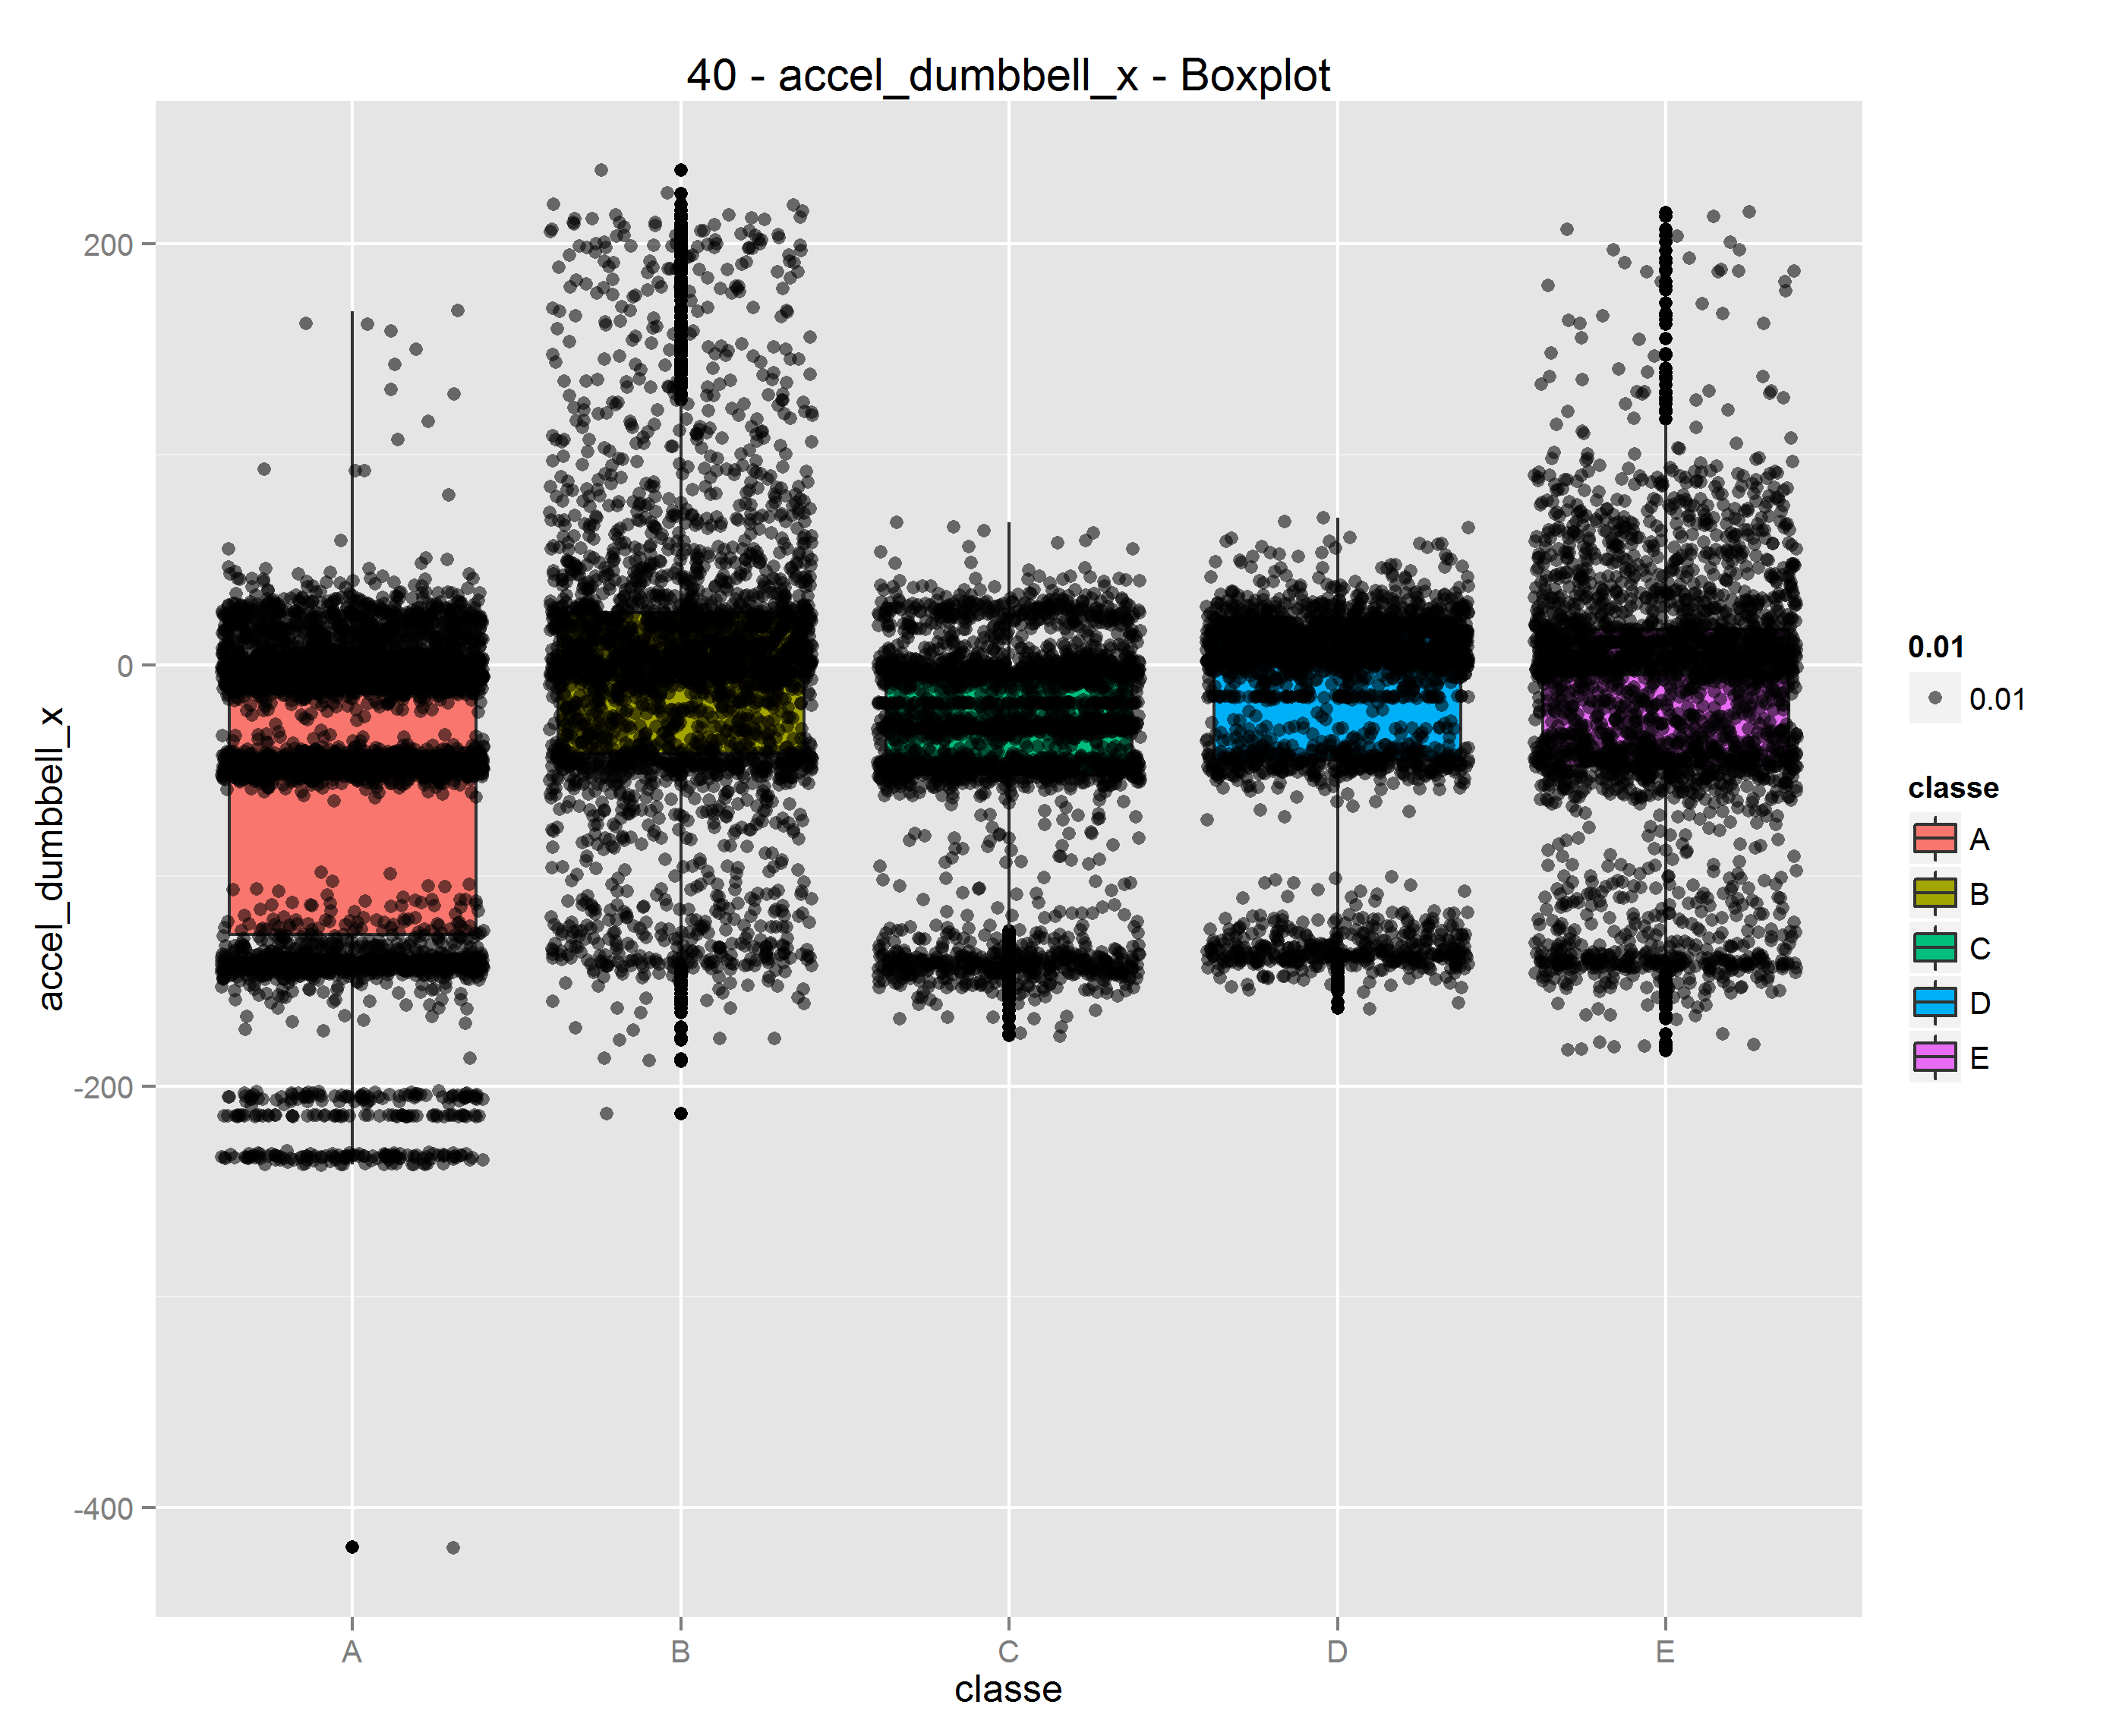 40 - accel_dumbbell_x - Boxplot
accel_dumbbell_x
200
0
-200
-400
A
B
C
D
E
classe
0.01
0.01
classe
A
B
C
D
E